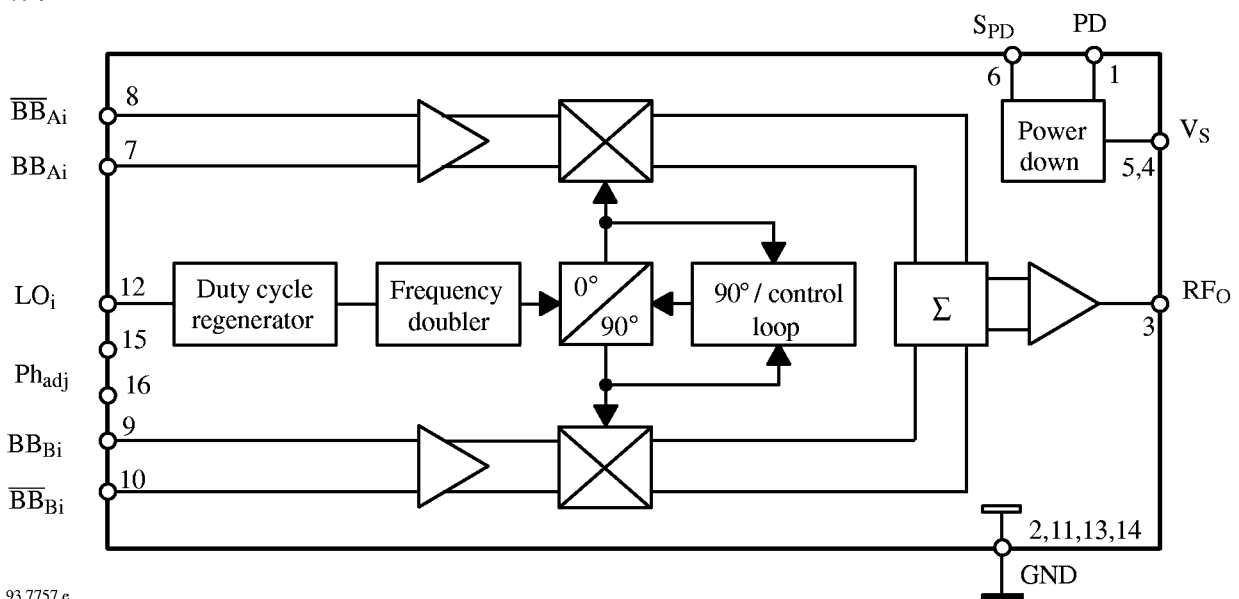 S_PD PD
6 1
8
B̅B̅_Ai
7
BB_Ai
Power
down
V_S
5,4
LO_i
12
Duty cycle
regenerator
Frequency
doubler
0°
90°
90° / control
loop
Σ
RF_O
3
15
Ph_adj
16
9
BB_Bi
10
B̅B̅_Bi
2,11,13,14
GND
93 7757 e